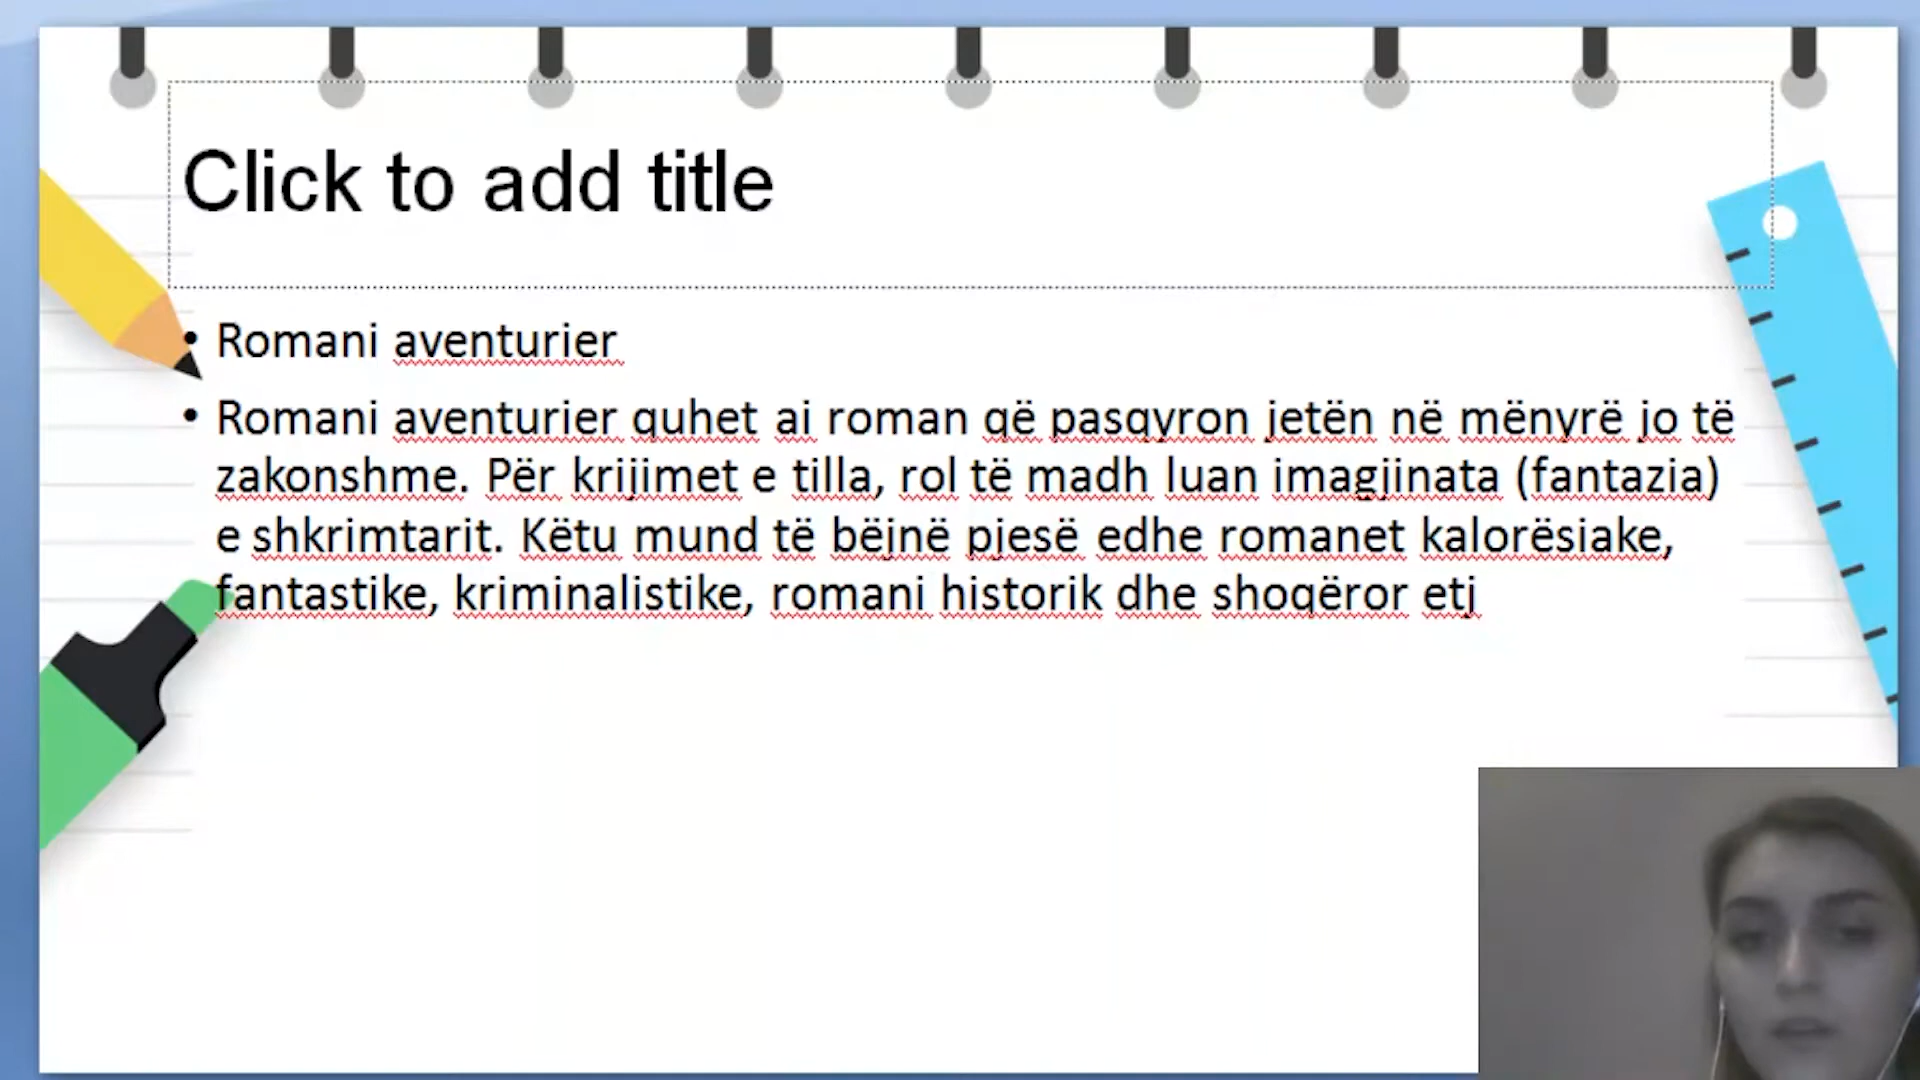 Click to add title
• Romani aventurier
• Romani aventurier quhet ai roman që pasqyron jetën në mënyrë jo të
zakonshme. Për krijimet e tilla, rol të madh luan imagjinata (fantazia)
e shkrimtarit. Këtu mund të bëjnë pjesë edhe romanet kalorësiake,
fantastike, kriminalistike, romani historik dhe shoqëror etj